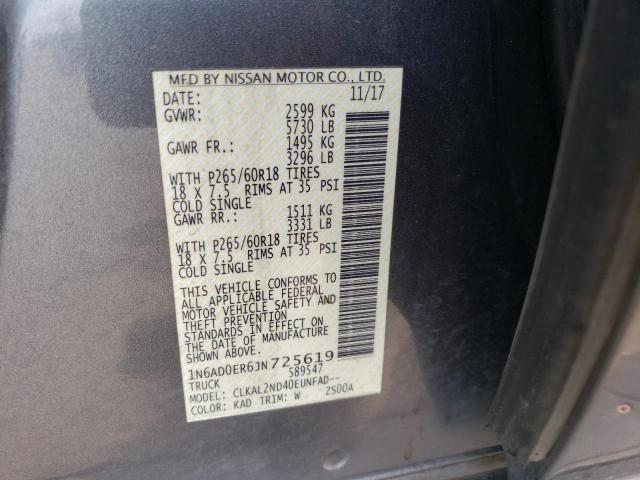 MFD BY NISSAN MOTOR CO., LTD.
DATE: 11/17
GVWR: 2599 KG
5730 LB
GAWR FR.: 1495 KG
3296 LB
WITH P265/60R18 TIRES
18 X 7.5 RIMS AT 35 PSI
COLD SINGLE
GAWR RR.: 1511 KG
3331 LB
WITH P265/60R18 TIRES
18 X 7.5 RIMS AT 35 PSI
COLD SINGLE
THIS VEHICLE CONFORMS TO
ALL APPLICABLE FEDERAL
MOTOR VEHICLE SAFETY AND
THEFT PREVENTION
STANDARDS IN EFFECT ON
THE DATE OF MANUFACTURE
SHOWN ABOVE.
1N6AD0ER6JN725619
TRUCK 589547
MODEL: CLKAL2ND40EUNFAD--
COLOR: KAD TRIM: W 2S00A